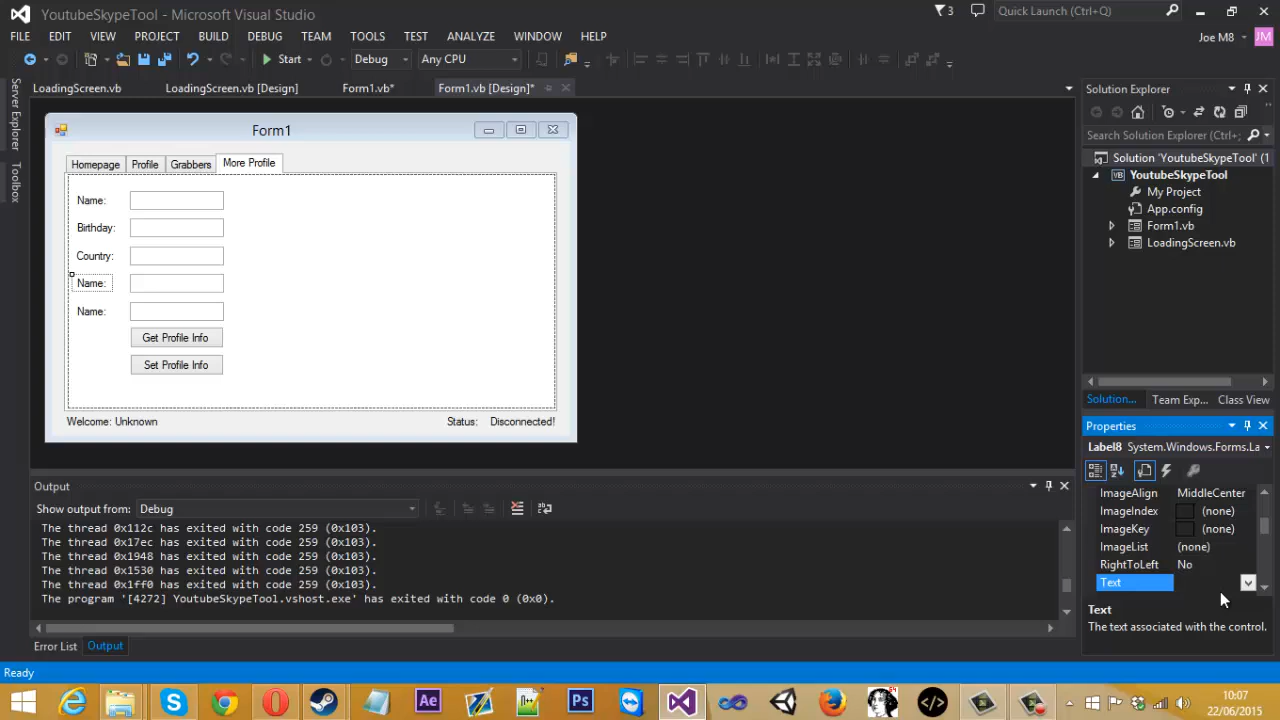 YoutubeSkypeTool - Microsoft Visual Studio
3
Quick Launch (Ctrl+Q)
FILE EDIT VIEW PROJECT BUILD DEBUG TEAM TOOLS TEST ANALYZE WINDOW HELP
Joe M8
JM
Start
Debug
Any CPU
Server Explorer
Toolbox
LoadingScreen.vb
LoadingScreen.vb [Design]
Form1.vb*
Form1.vb [Design]*
Form1
Homepage
Profile
Grabbers
More Profile
Name:
Birthday:
Country:
Name:
Name:
Get Profile Info
Set Profile Info
Welcome: Unknown
Status: Disconnected!
Solution Explorer
Search Solution Explorer (Ctrl+;)
Solution 'YoutubeSkypeTool' (1
VB YoutubeSkypeTool
My Project
App.config
Form1.vb
LoadingScreen.vb
Solution...
Team Exp...
Class View
Properties
Label8 System.Windows.Forms.La
ImageAlign MiddleCenter
ImageIndex (none)
ImageKey (none)
ImageList (none)
RightToLeft No
Text
Text
The text associated with the control.
Output
Show output from: Debug
The thread 0x112c has exited with code 259 (0x103).
The thread 0x17ec has exited with code 259 (0x103).
The thread 0x1948 has exited with code 259 (0x103).
The thread 0x1530 has exited with code 259 (0x103).
The thread 0x1ff0 has exited with code 259 (0x103).
The program '[4272] YoutubeSkypeTool.vshost.exe' has exited with code 0 (0x0).
Error List
Output
Ready
Ae
Ps
10:07
22/06/2015